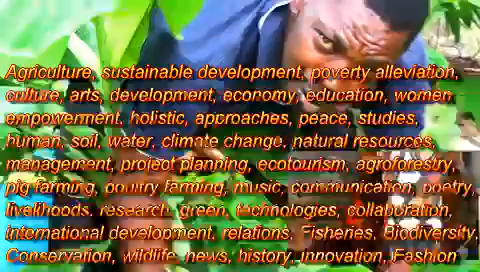 Agriculture, sustainable development, poverty alleviation,
culture, arts, development, economy, education, women
empowerment, holistic, approaches, peace, studies,
human, soil, water, climate change, natural resources,
management, project planning, ecotourism, agroforestry,
pig farming, poultry farming, music, communication, poetry,
livelihoods, research, green, technologies, collaboration,
international development, relations, Fisheries, Biodiversity,
Conservation, wildlife, news, history, innovation, Fashion